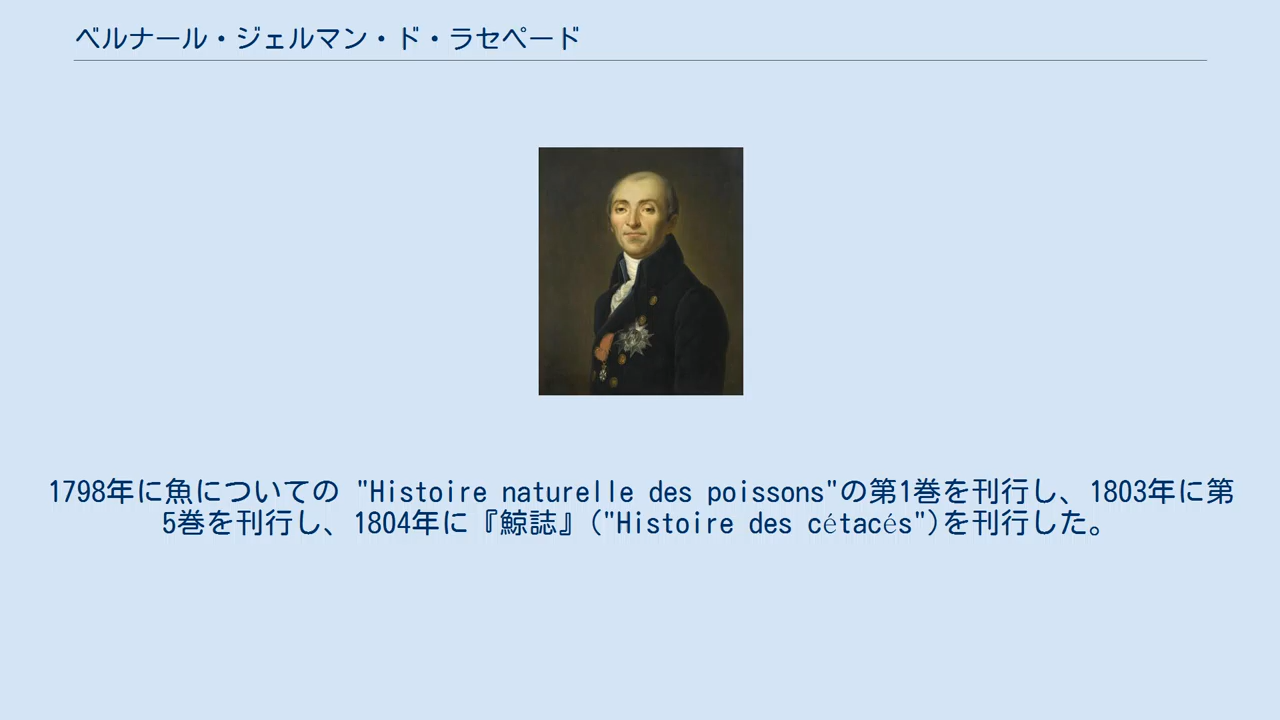 ベルナール・ジェルマン・ド・ラセペード
1798年に魚についての "Histoire naturelle des poissons"の第1巻を刊行し、1803年に第
5巻を刊行し、1804年に『鯨誌』("Histoire des cétacés")を刊行した。